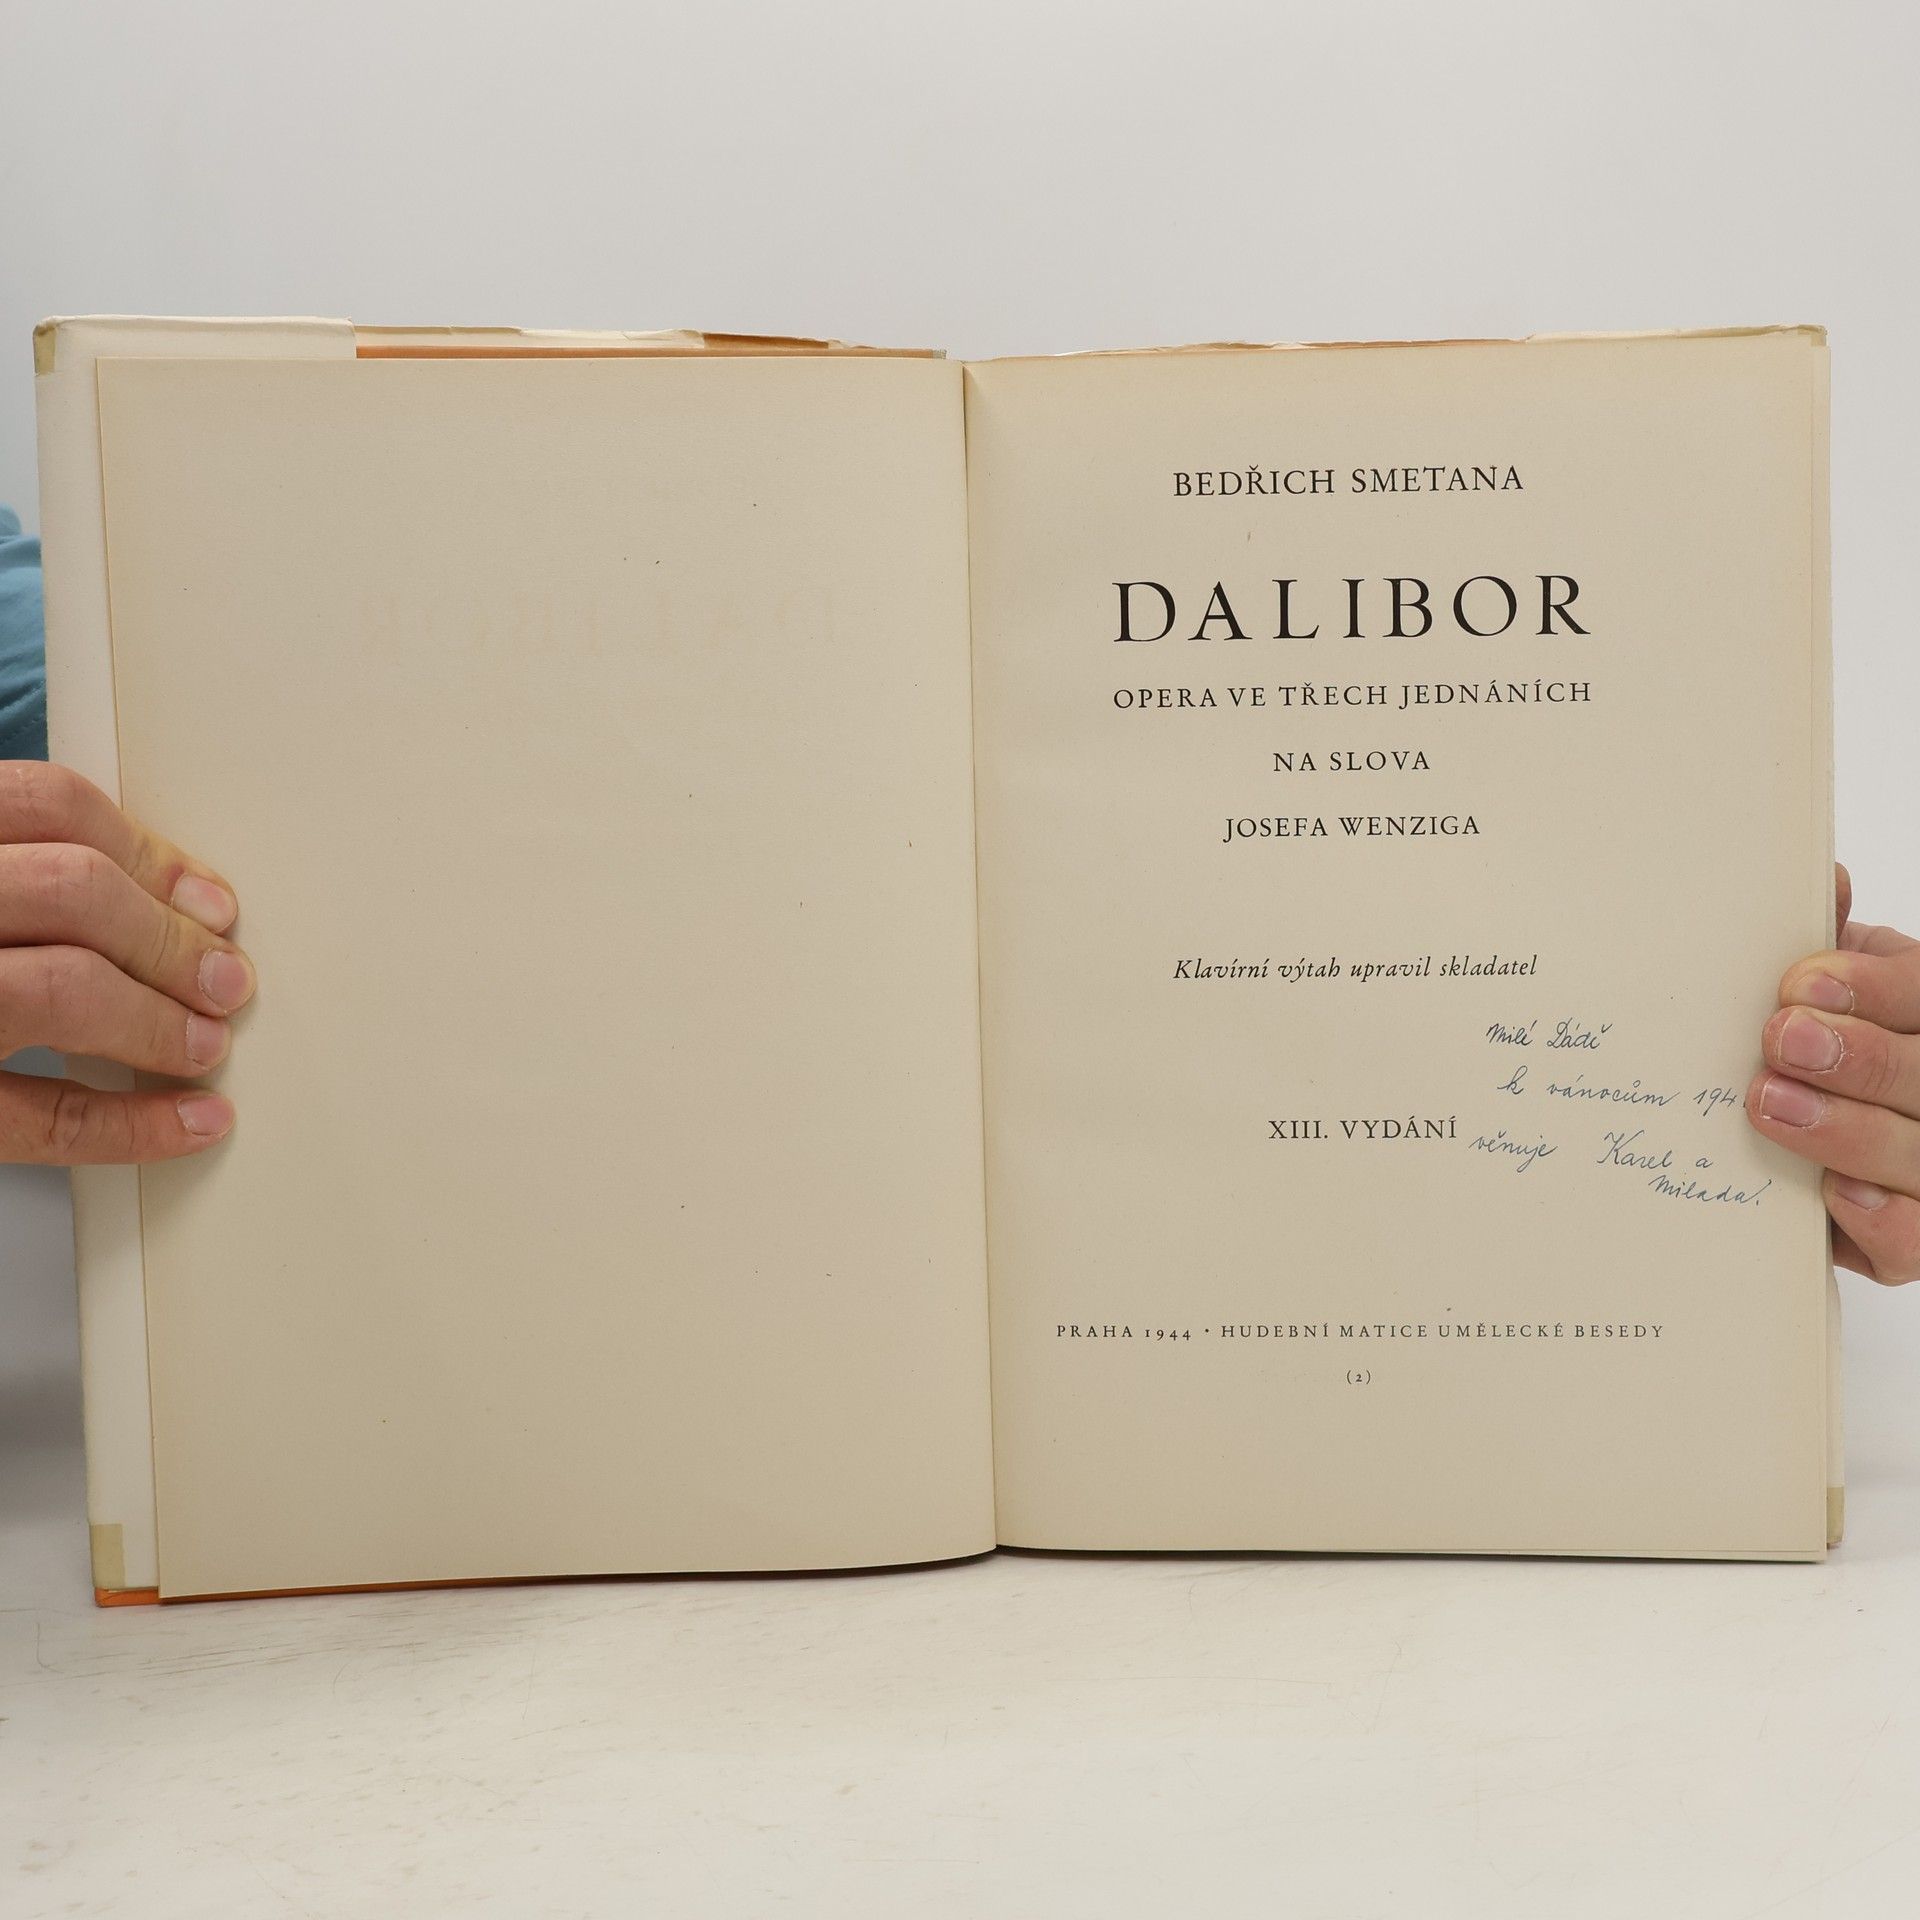 BEDŘICH SMETANA
DALIBOR
OPERA VE TŘECH JEDNÁNÍCH
NA SLOVA
JOSEFA WENZIGA
Klavírní výtah upravil skladatel
Milé Dádě
k vánocům
XIII. VYDÁNÍ
věnuje Karel a
Milada.
PRAHA 1944 · HUDEBNÍ MATICE UMĚLECKÉ BESEDY
(2)